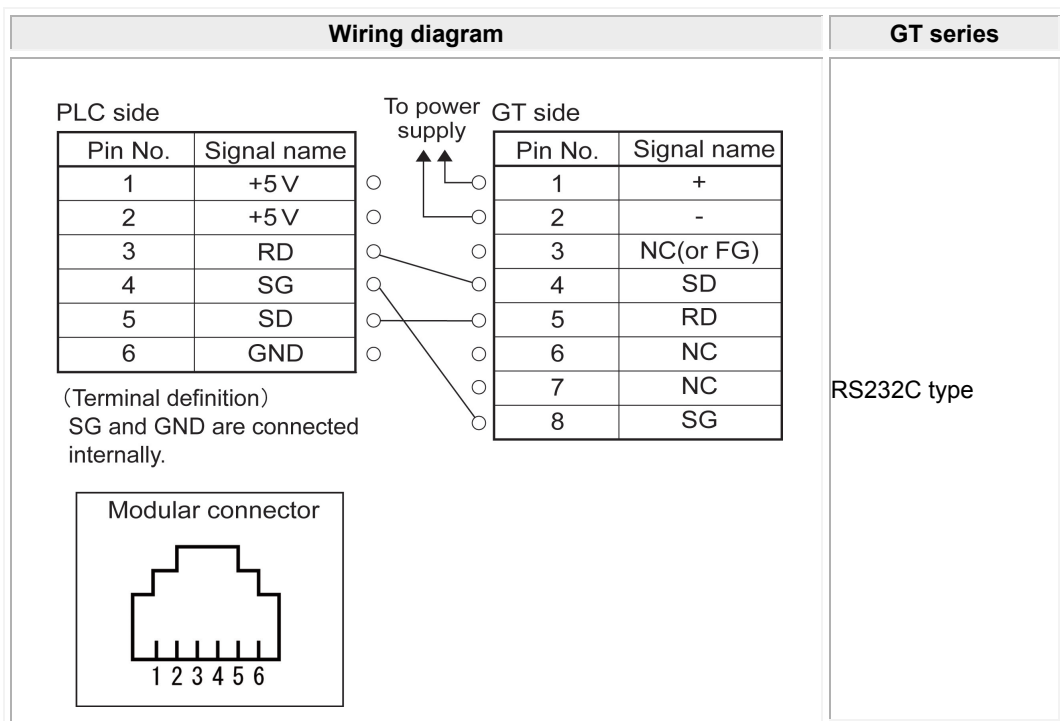 Wiring diagram GT series
PLC side
To power supply
GT side
Pin No. Signal name
1 +5V
2 +5V
3 RD
4 SG
5 SD
6 GND
Pin No. Signal name
1 +
2 -
3 NC(or FG)
4 SD
5 RD
6 NC
7 NC
8 SG
(Terminal definition)
SG and GND are connected
internally.
RS232C type
Modular connector
1 2 3 4 5 6